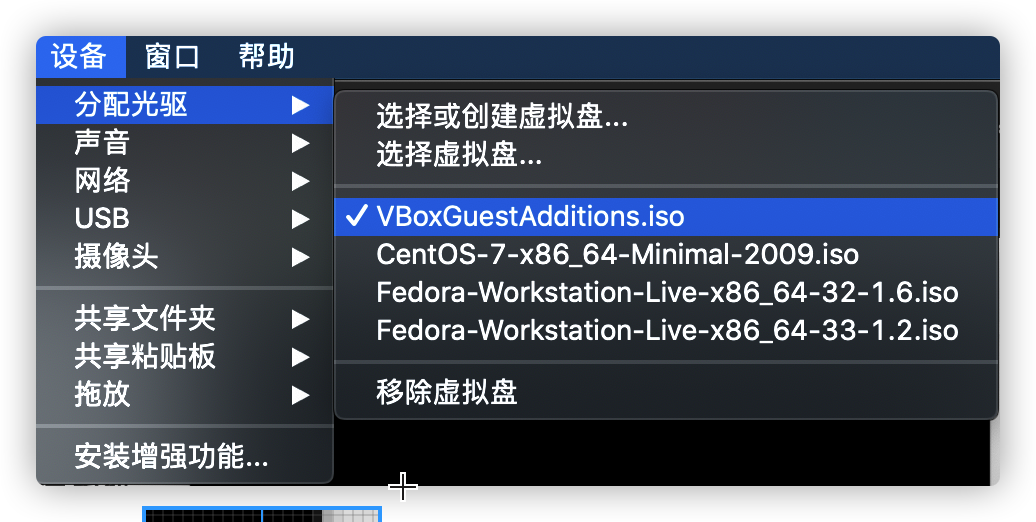 设备 窗口 帮助
分配光驱
声音
网络
USB
摄像头
共享文件夹
共享粘贴板
拖放
安装增强功能...
选择或创建虚拟盘...
选择虚拟盘...
✓ VBoxGuestAdditions.iso
CentOS-7-x86_64-Minimal-2009.iso
Fedora-Workstation-Live-x86_64-32-1.6.iso
Fedora-Workstation-Live-x86_64-33-1.2.iso
移除虚拟盘